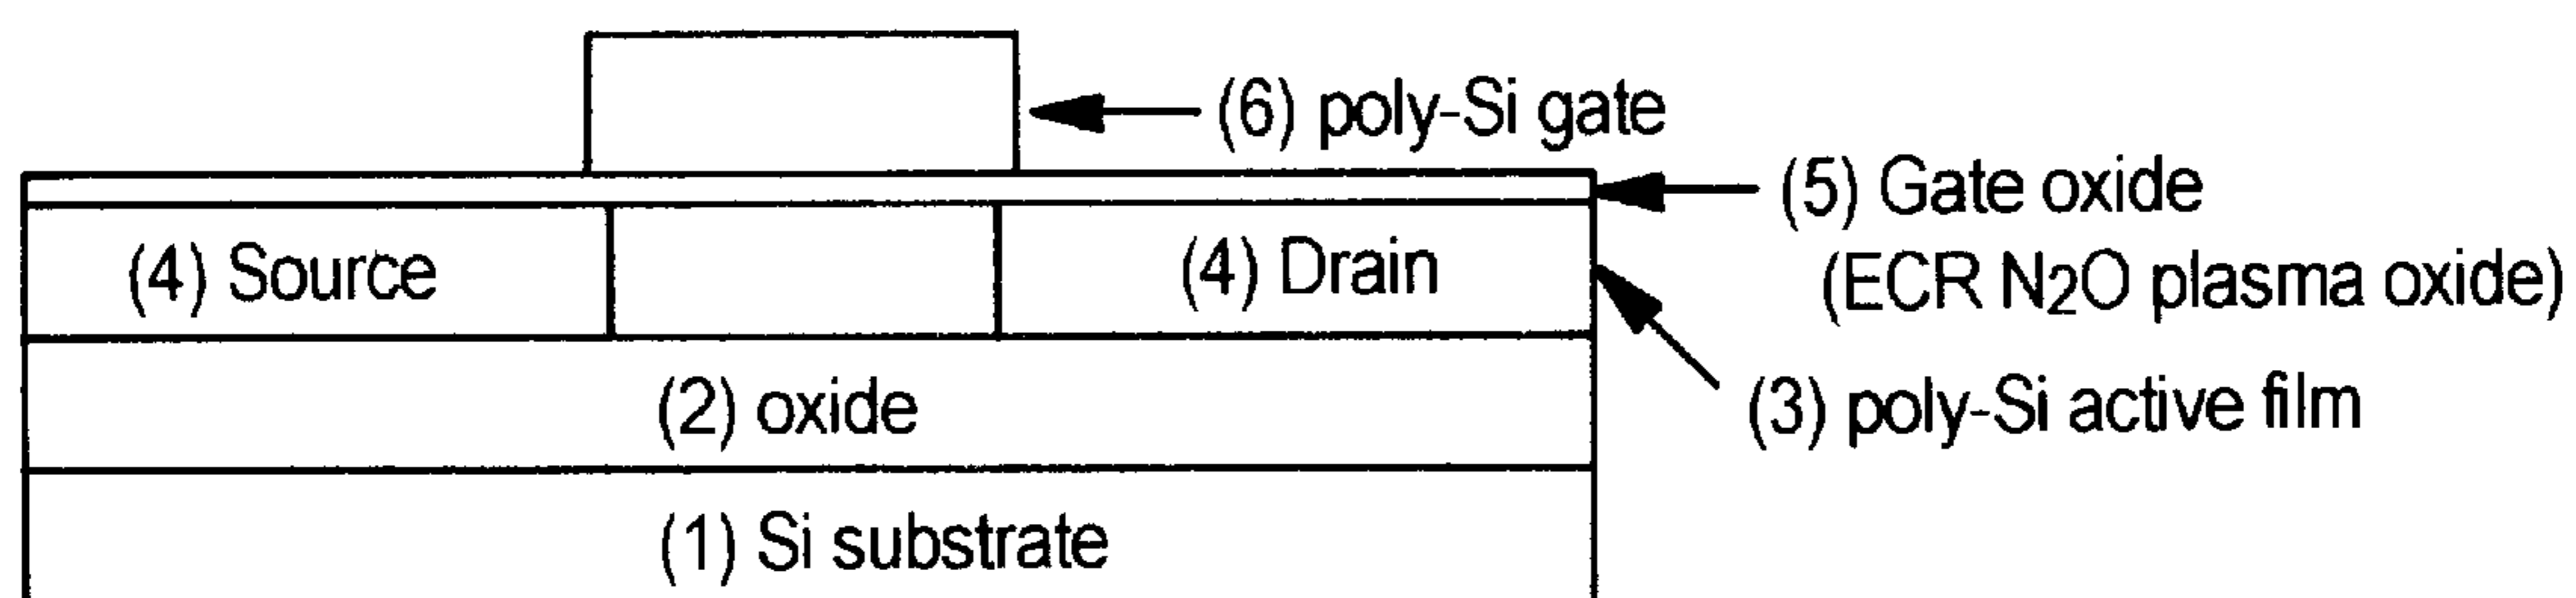 (6) poly-Si gate
(5) Gate oxide
(ECR N2O plasma oxide)
(4) Source
(4) Drain
(3) poly-Si active film
(2) oxide
(1) Si substrate